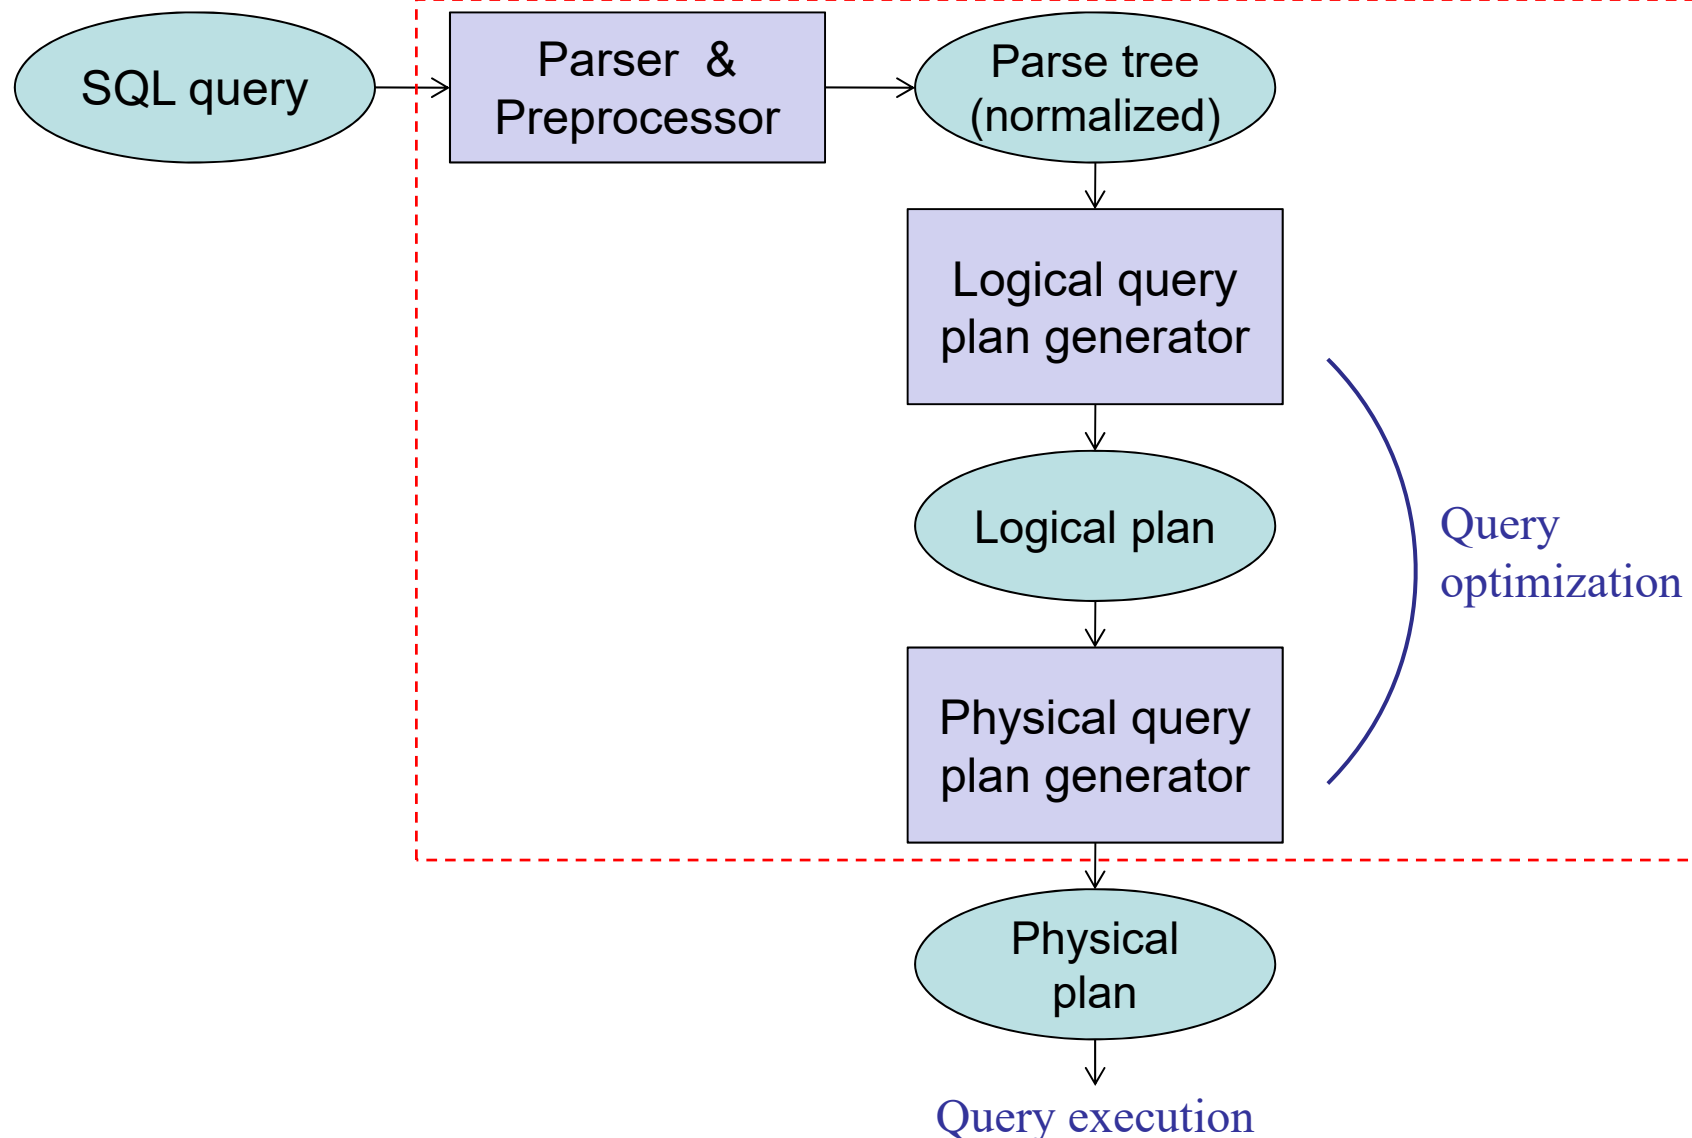 SQL query
Parser &
Preprocessor
Parse tree
(normalized)
Logical query
plan generator
Logical plan
Query
optimization
Physical query
plan generator
Physical
plan
Query execution